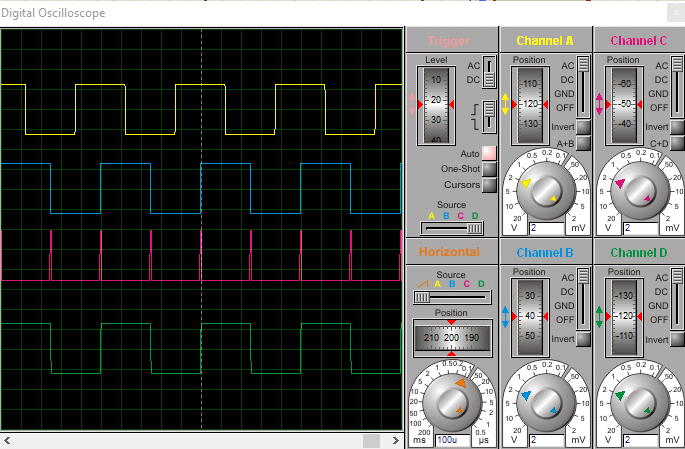 Digital Oscilloscope
Trigger
Level
AC
DC
10
20
30
40
Auto
One-Shot
Cursors
Source
A B C D
Channel A
Position
AC
DC
GND
OFF
-110
-120
-130
Invert
A+B
20 10 5 2 1 0.5 0.2 0.1 50 20 10 5 2
V 2 mV
Channel C
Position
AC
DC
GND
OFF
-60
-50
-40
Invert
C+D
20 10 5 2 1 0.5 0.2 0.1 50 20 10 5 2
V 2 mV
Horizontal
Source
A B C D
Position
210 200 190
200 100 50 20 10 5 2 1 0.5 0.2 0.1 50 20 10 5 2 1 0.5
ms 100u µs
Channel B
Position
AC
DC
GND
OFF
30
40
50
Invert
20 10 5 2 1 0.5 0.2 0.1 50 20 10 5 2
V 2 mV
Channel D
Position
AC
DC
GND
OFF
-130
-120
-110
Invert
20 10 5 2 1 0.5 0.2 0.1 50 20 10 5 2
V 2 mV